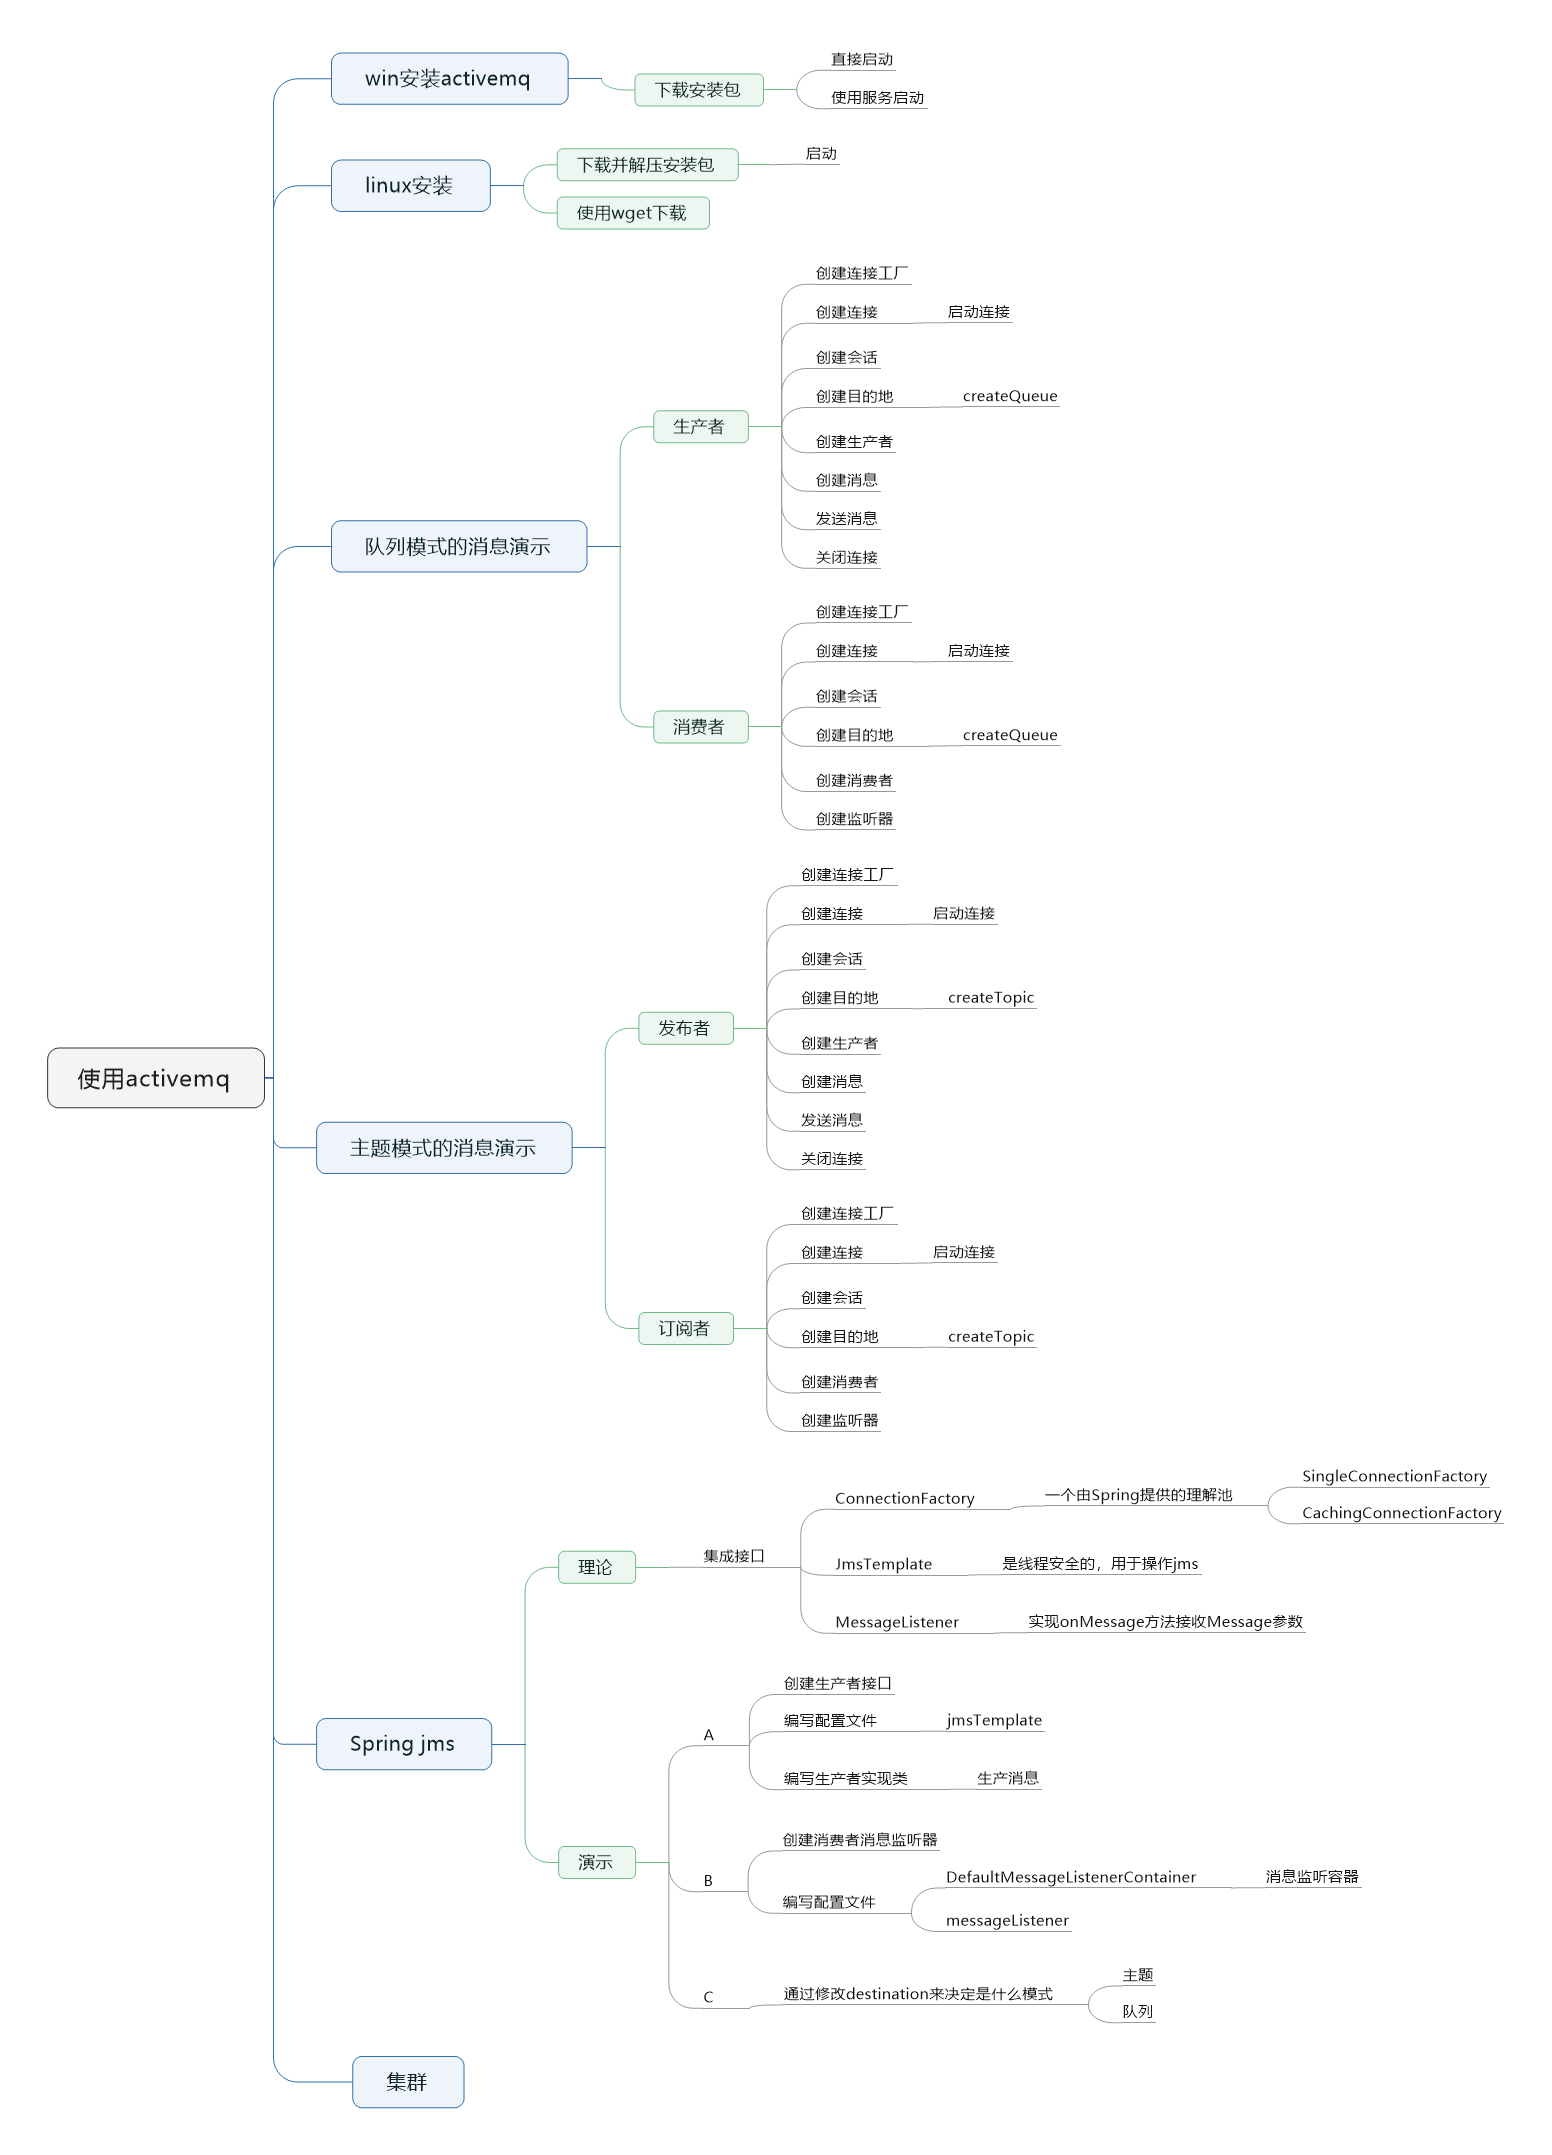 使用activemq
win安装activemq
下载安装包
直接启动
使用服务启动
linux安装
下载并解压安装包
启动
使用wget下载
队列模式的消息演示
生产者
创建连接工厂
创建连接
启动连接
创建会话
创建目的地
createQueue
创建生产者
创建消息
发送消息
关闭连接
消费者
创建连接工厂
创建连接
启动连接
创建会话
创建目的地
createQueue
创建消费者
创建监听器
主题模式的消息演示
发布者
创建连接工厂
创建连接
启动连接
创建会话
创建目的地
createTopic
创建生产者
创建消息
发送消息
关闭连接
订阅者
创建连接工厂
创建连接
启动连接
创建会话
创建目的地
createTopic
创建消费者
创建监听器
Spring jms
理论
集成接口
ConnectionFactory
一个由Spring提供的理解池
SingleConnectionFactory
CachingConnectionFactory
JmsTemplate
是线程安全的，用于操作jms
MessageListener
实现onMessage方法接收Message参数
演示
A
创建生产者接口
编写配置文件
jmsTemplate
编写生产者实现类
生产消息
B
创建消费者消息监听器
编写配置文件
DefaultMessageListenerContainer
消息监听容器
messageListener
C
通过修改destination来决定是什么模式
主题
队列
集群